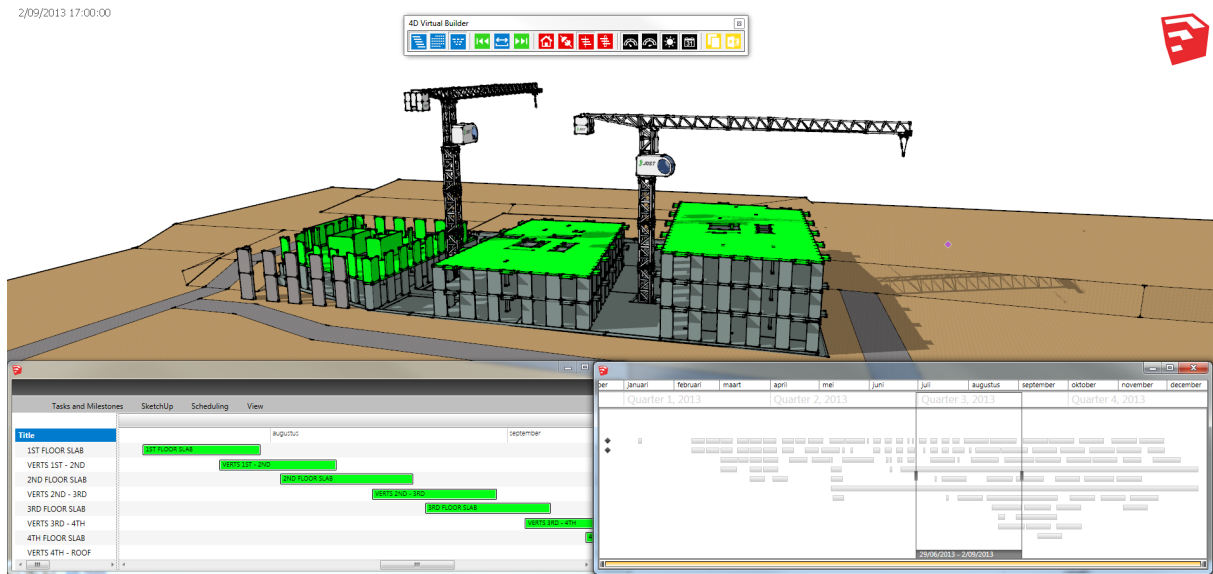 2/09/2013 17:00:00
4D Virtual Builder
31
JOST
JOST
Tasks and Milestones SketchUp Scheduling View
augustus september
Title
1ST FLOOR SLAB
VERTS 1ST - 2ND
2ND FLOOR SLAB
VERTS 2ND - 3RD
3RD FLOOR SLAB
VERTS 3RD - 4TH
4TH FLOOR SLAB
VERTS 4TH - ROOF
1ST FLOOR SLAB
VERTS 1ST - 2ND
2ND FLOOR SLAB
VERTS 2ND - 3RD
3RD FLOOR SLAB
VERTS 3RD - 4TH
4
ber januari februari maart april mei juni juli augustus september oktober november december
Quarter 1, 2013 Quarter 2, 2013 Quarter 3, 2013 Quarter 4, 2013
29/06/2013 - 2/09/2013